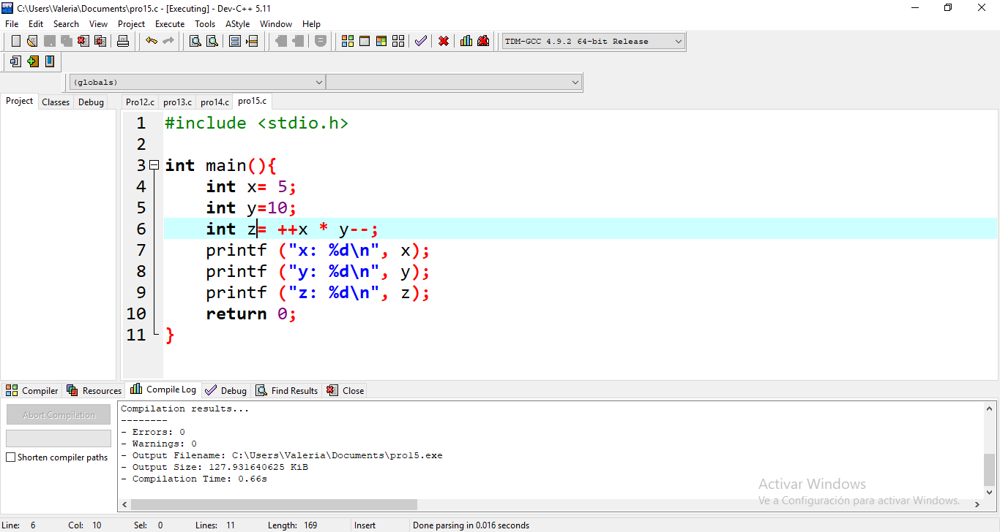 C:\Users\Valeria\Documents\pro15.c - [Executing] - Dev-C++ 5.11
File Edit Search View Project Execute Tools AStyle Window Help
TDM-GCC 4.9.2 64-bit Release
(globals)
Project Classes Debug
Pro12.c pro13.c pro14.c pro15.c
1 #include <stdio.h>
2
3 int main(){
4 int x= 5;
5 int y=10;
6 int z= ++x * y--;
7 printf ("x: %d\n", x);
8 printf ("y: %d\n", y);
9 printf ("z: %d\n", z);
10 return 0;
11 }
Compiler Resources Compile Log Debug Find Results Close
Abort Compilation
Shorten compiler paths
Compilation results...
--------
- Errors: 0
- Warnings: 0
- Output Filename: C:\Users\Valeria\Documents\pro15.exe
- Output Size: 127.931640625 KiB
- Compilation Time: 0.66s
Activar Windows
Ve a Configuración para activar Windows.
Line: 6 Col: 10 Sel: 0 Lines: 11 Length: 169 Insert Done parsing in 0.016 seconds